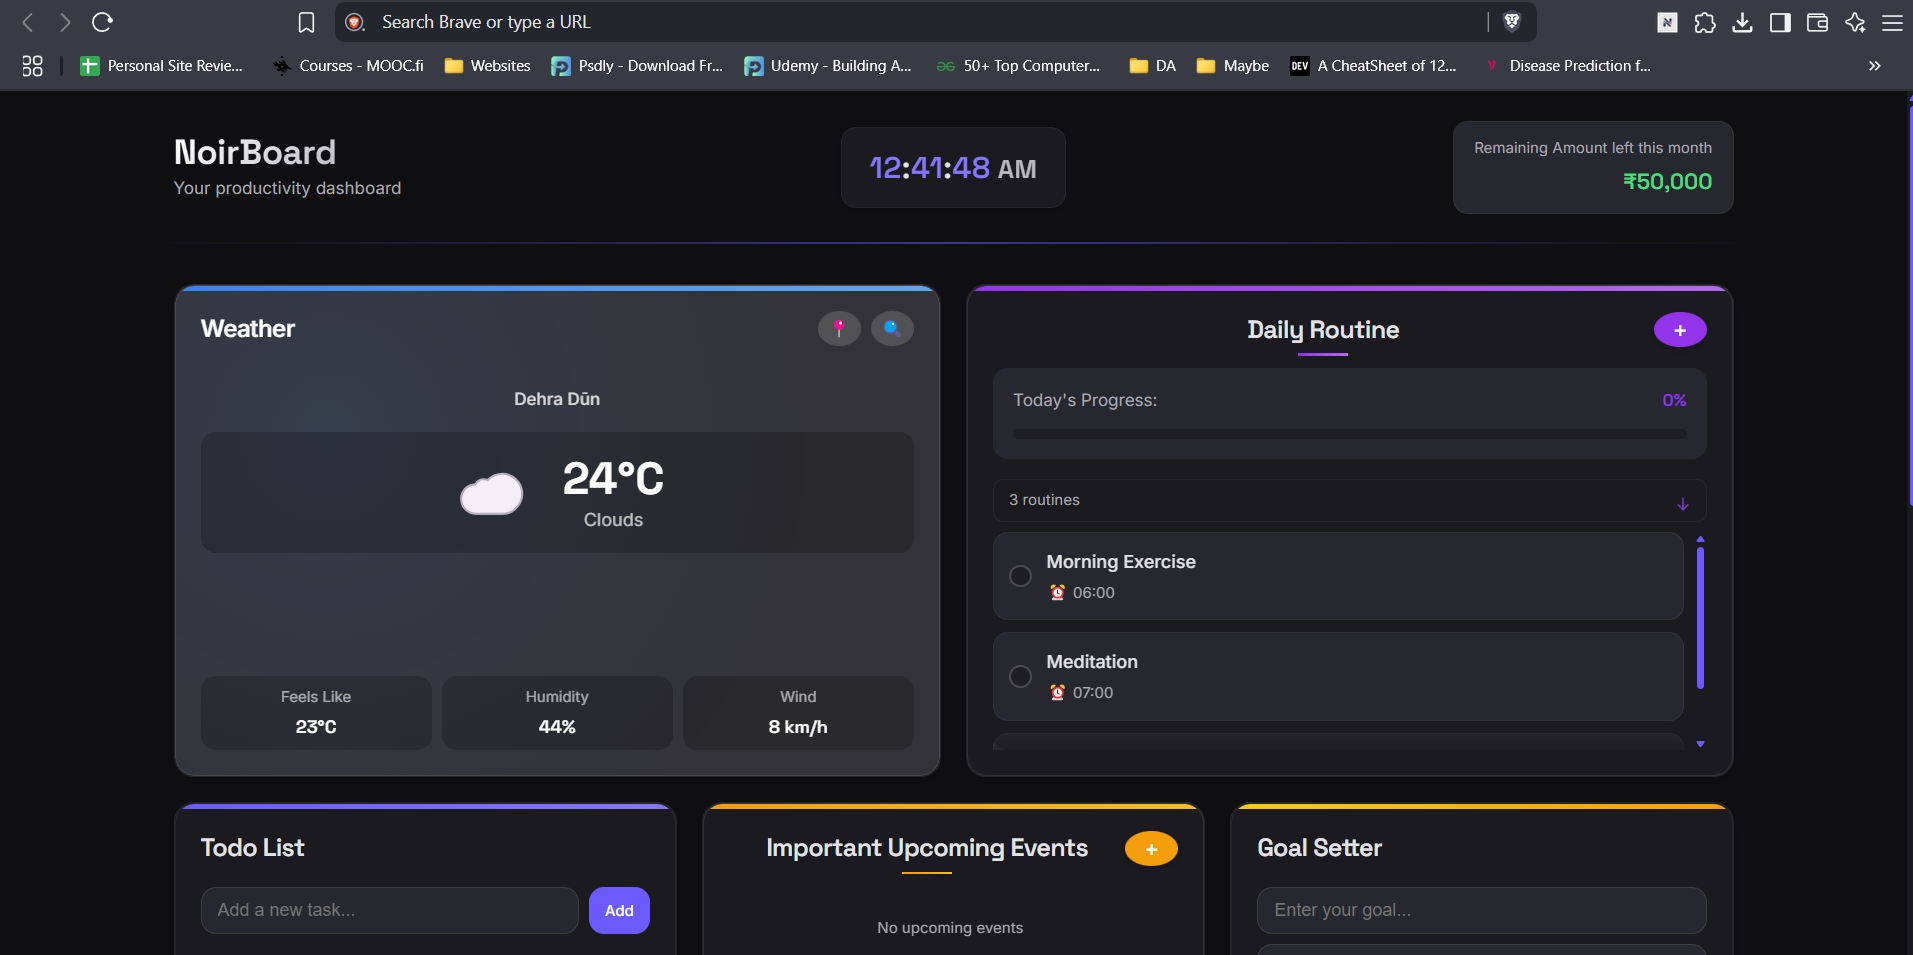 Search Brave or type a URL
Personal Site Revie...
Courses - MOOC.fi
Websites
Psdly - Download Fr...
Udemy - Building A...
50+ Top Computer...
DA
Maybe
DEV
A CheatSheet of 12...
V
Disease Prediction f...
»
NoirBoard
Your productivity dashboard
12:41:48 AM
Remaining Amount left this month
₹50,000
Weather
Dehra Dūn
24°C
Clouds
Feels Like
23°C
Humidity
44%
Wind
8 km/h
Daily Routine
+
Today's Progress:
0%
3 routines
↓
Morning Exercise
06:00
Meditation
07:00
Todo List
Add a new task...
Add
Important Upcoming Events
+
No upcoming events
Goal Setter
Enter your goal...